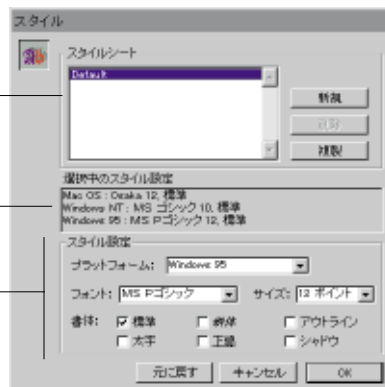 スタイル
スタイルシート
Default
新規
削除
複製
選択中のスタイル設定
Mac OS : Osaka 12, 標準
Windows NT : MS ゴシック 10, 標準
Windows 95 : MS Pゴシック 12, 標準
スタイル設定
プラットフォーム: Windows 95
フォント: MS Pゴシック サイズ: 12 ポイント
書体: 標準 斜体 アウトライン
太字 下線 シャドウ
元に戻す キャンセル OK